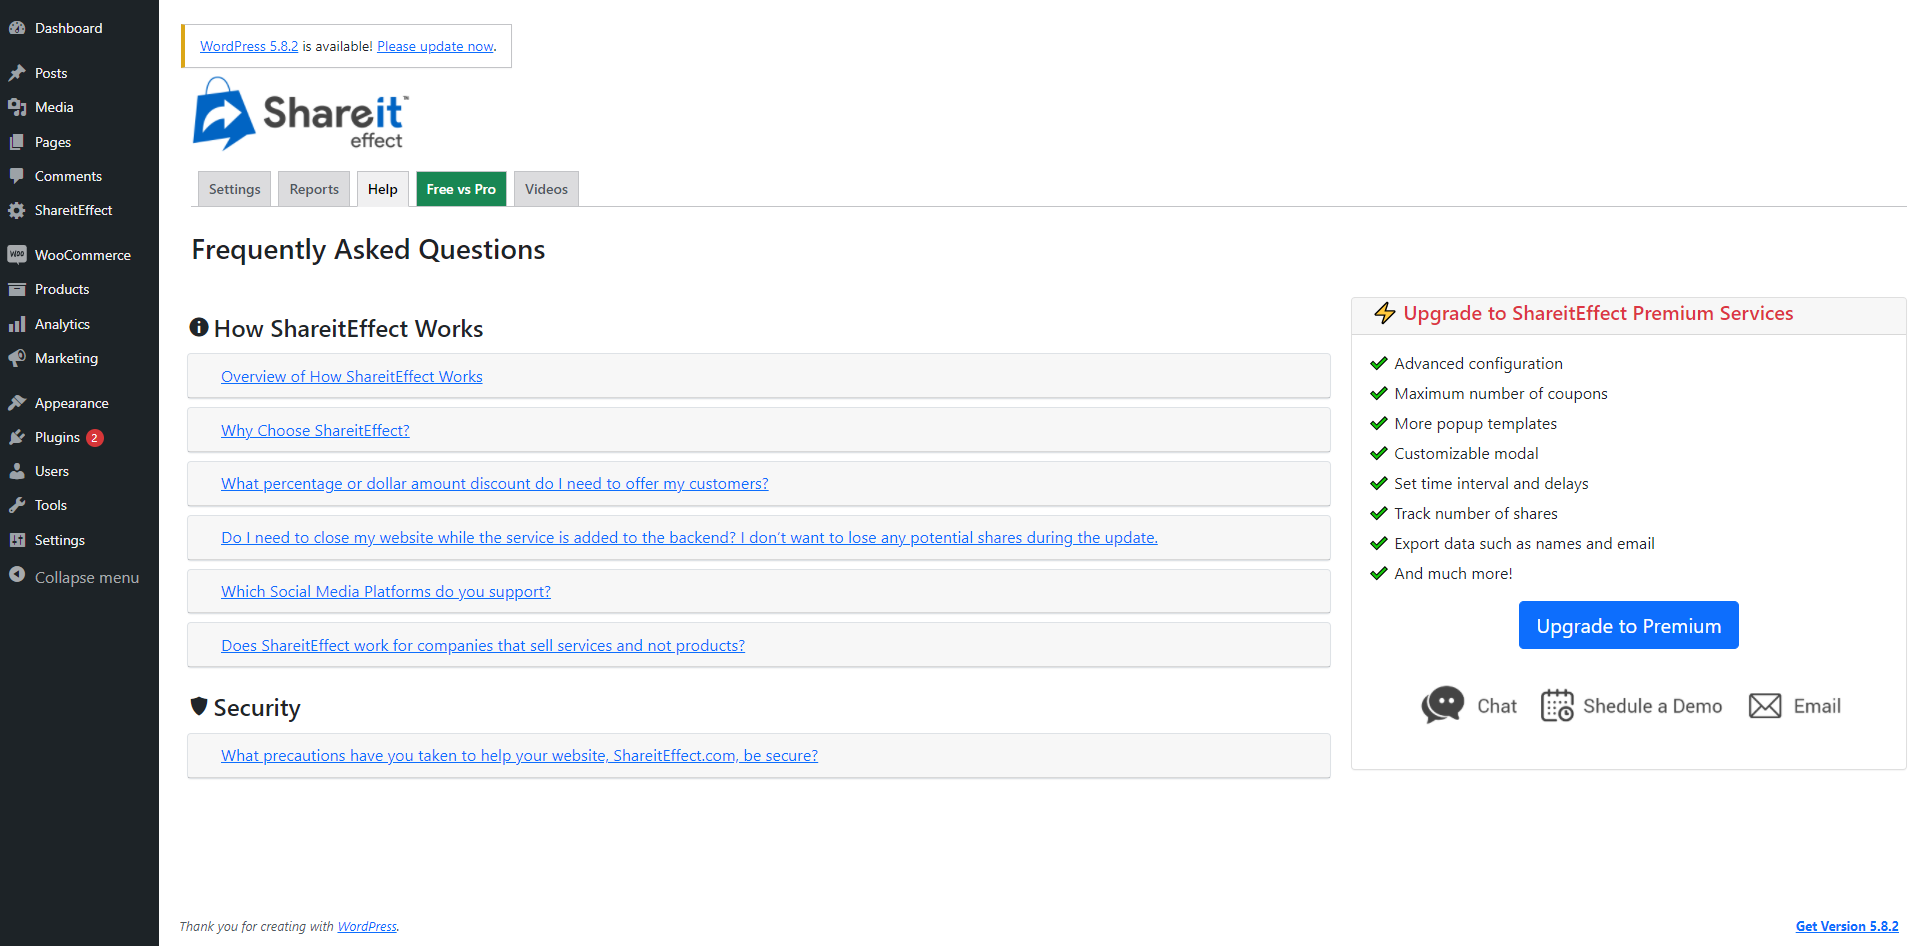 Dashboard
Posts
Media
Pages
Comments
ShareitEffect
WooCommerce
Products
Analytics
Marketing
Appearance
Plugins 2
Users
Tools
Settings
Collapse menu
WordPress 5.8.2 is available! Please update now.
Shareit™
effect
Settings
Reports
Help
Free vs Pro
Videos
Frequently Asked Questions
How ShareitEffect Works
Overview of How ShareitEffect Works
Why Choose ShareitEffect?
What percentage or dollar amount discount do I need to offer my customers?
Do I need to close my website while the service is added to the backend? I don’t want to lose any potential shares during the update.
Which Social Media Platforms do you support?
Does ShareitEffect work for companies that sell services and not products?
Security
What precautions have you taken to help your website, ShareitEffect.com, be secure?
Upgrade to ShareitEffect Premium Services
Advanced configuration
Maximum number of coupons
More popup templates
Customizable modal
Set time interval and delays
Track number of shares
Export data such as names and email
And much more!
Upgrade to Premium
Chat
Shedule a Demo
Email
Thank you for creating with WordPress.
Get Version 5.8.2